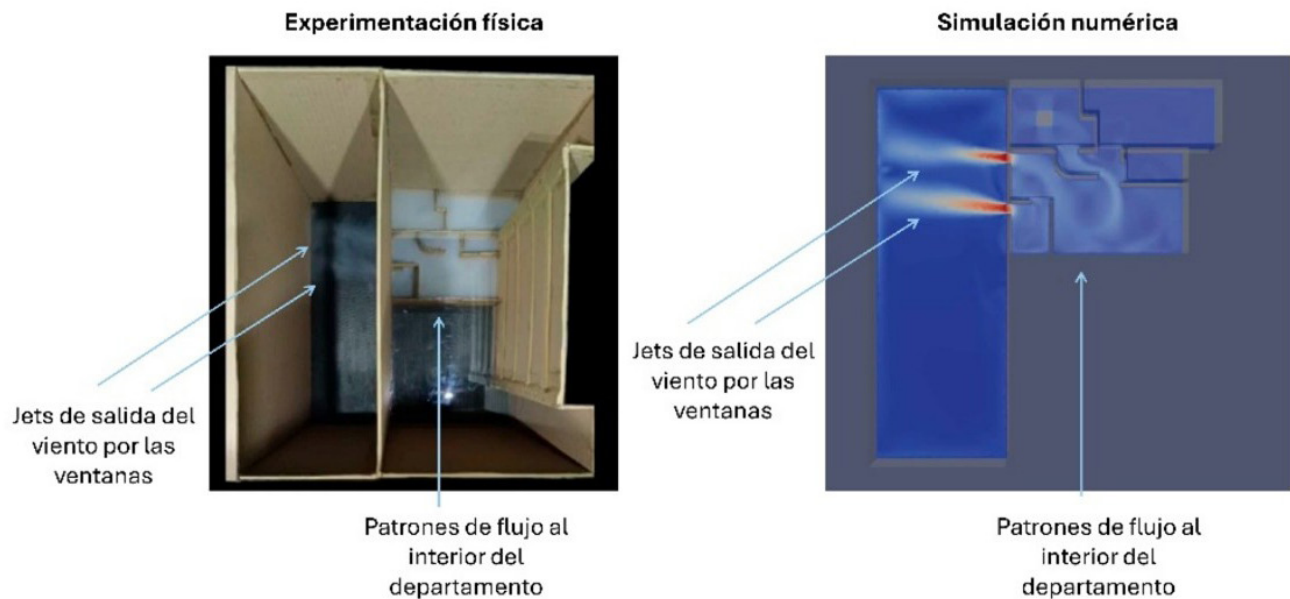 Experimentación física
Simulación numérica
Jets de salida del
viento por las
ventanas
Patrones de flujo al
interior del
departamento
Jets de salida del
viento por las
ventanas
Patrones de flujo al
interior del
departamento